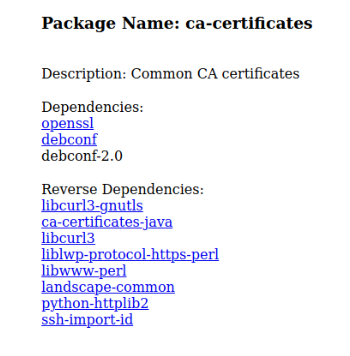 Package Name: ca-certificates
Description: Common CA certificates
Dependencies:
openssl
debconf
debconf-2.0
Reverse Dependencies:
libcurl3-gnutls
ca-certificates-java
libcurl3
liblwp-protocol-https-perl
libwww-perl
landscape-common
python-httplib2
ssh-import-id